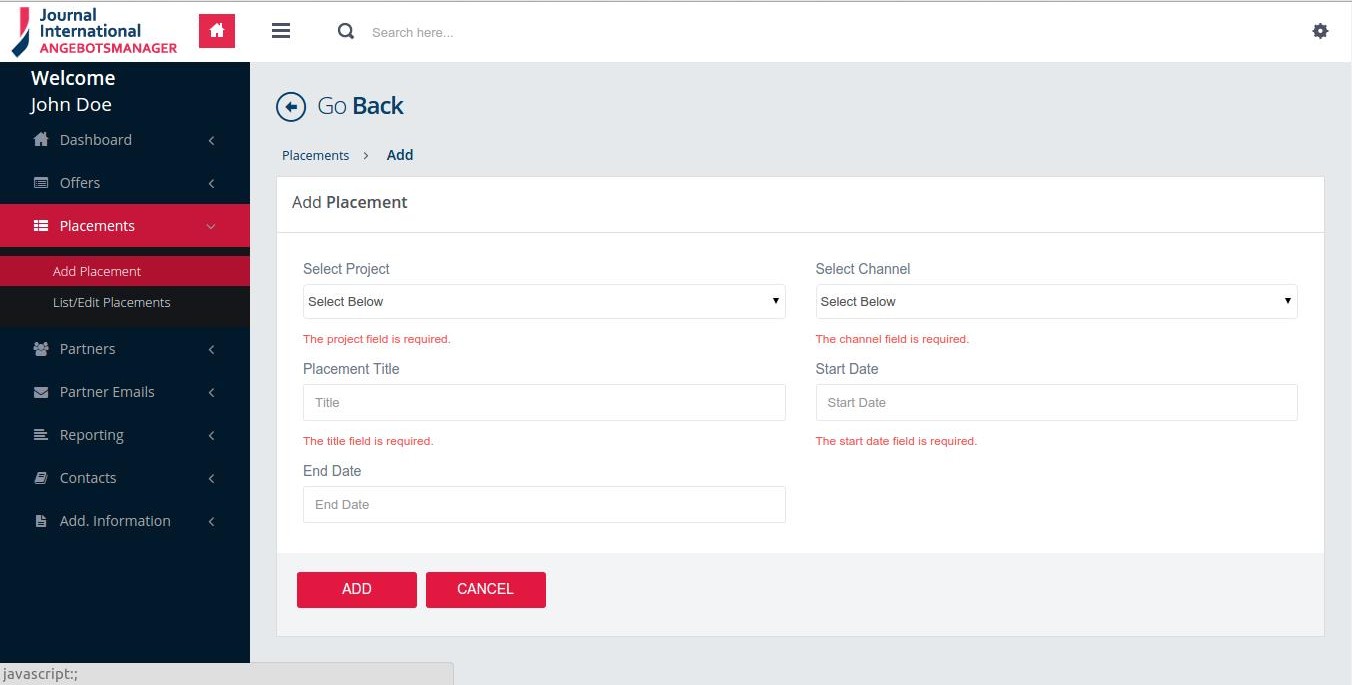 Journal
International
ANGEBOTSMANAGER
Search here...
Welcome
John Doe
Dashboard
Offers
Placements
Add Placement
List/Edit Placements
Partners
Partner Emails
Reporting
Contacts
Add. Information
Go Back
Placements > Add
Add Placement
Select Project
Select Below
The project field is required.
Select Channel
Select Below
The channel field is required.
Placement Title
Title
The title field is required.
Start Date
Start Date
The start date field is required.
End Date
End Date
ADD
CANCEL
javascript:;